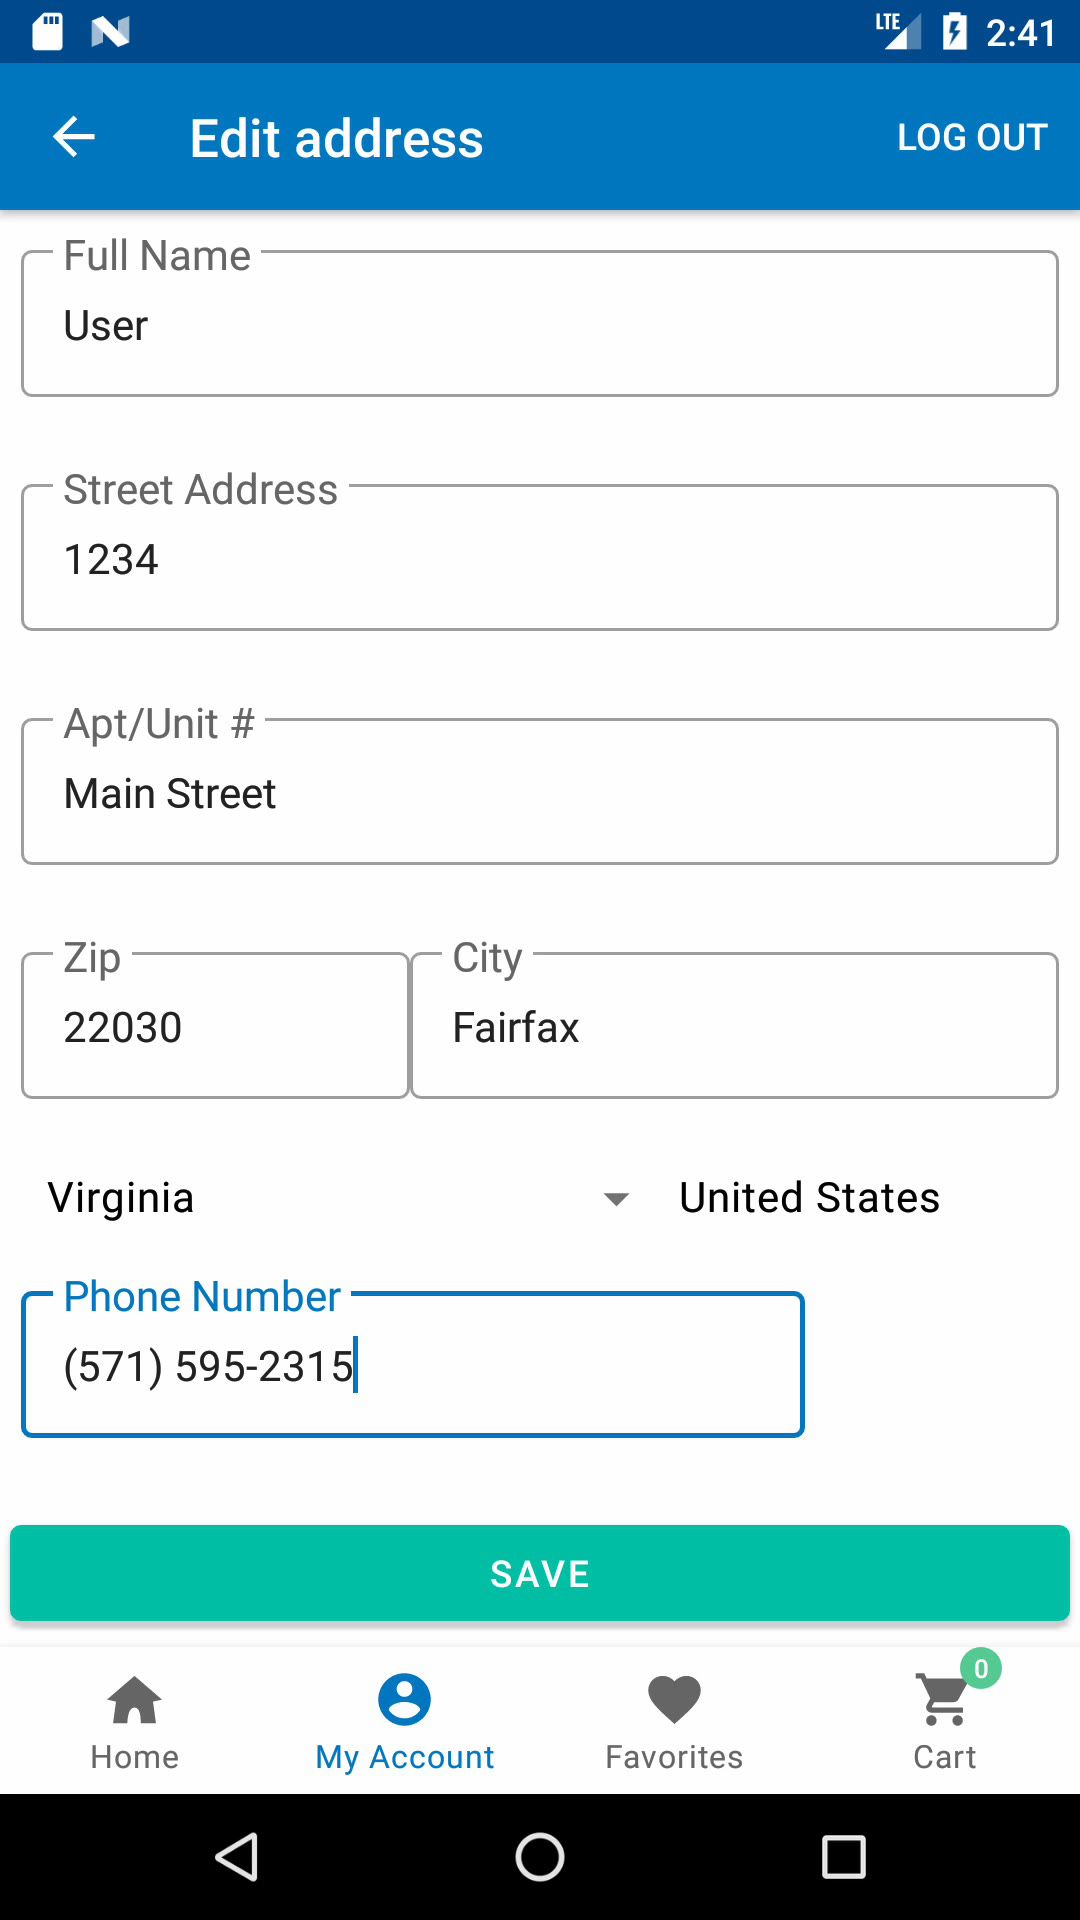 LTE 2:41
Edit address LOG OUT
Full Name
User
Street Address
1234
Apt/Unit #
Main Street
Zip City
22030 Fairfax
Virginia United States
Phone Number
(571) 595-2315
SAVE
0
Home My Account Favorites Cart